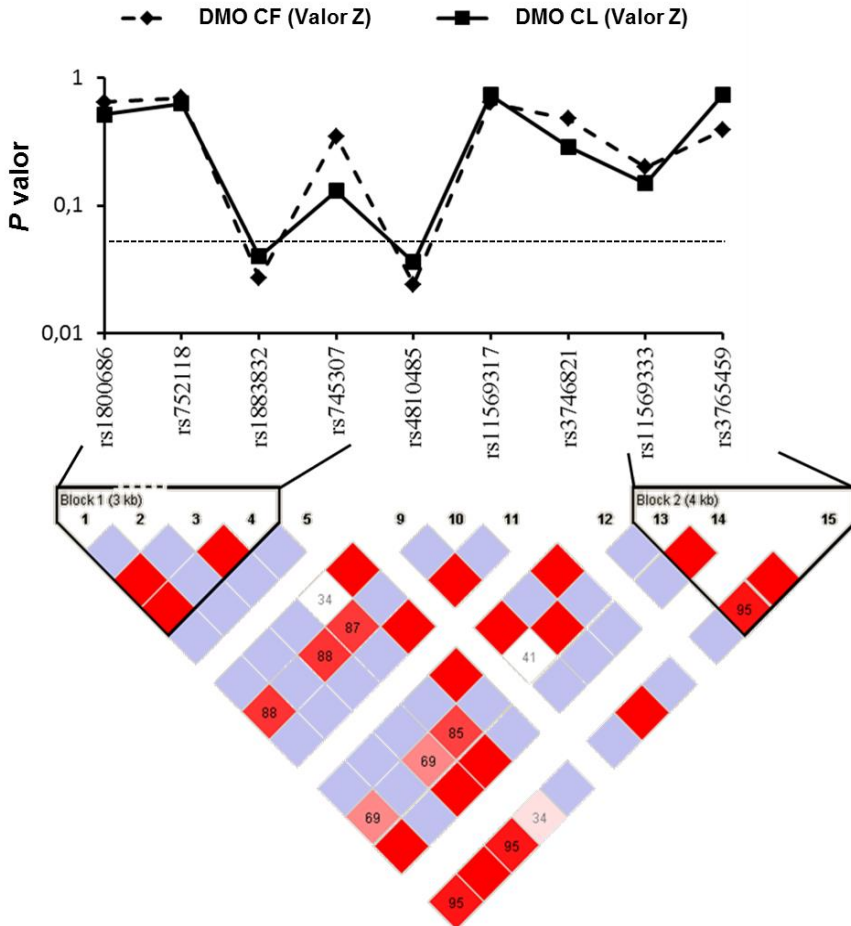 DMO CF (Valor Z) DMO CL (Valor Z)
1
0,1
0,01
P valor
rs1800686
rs752118
rs1883832
rs745307
rs4810485
rs11569317
rs3746821
rs11569333
rs3765459
Block 1 (3 kb) Block 2 (4 kb)
1 2 3 4 5 9 10 11 12 13 14 15
34
87
95
88
41
88
85
69
69
34
95
95